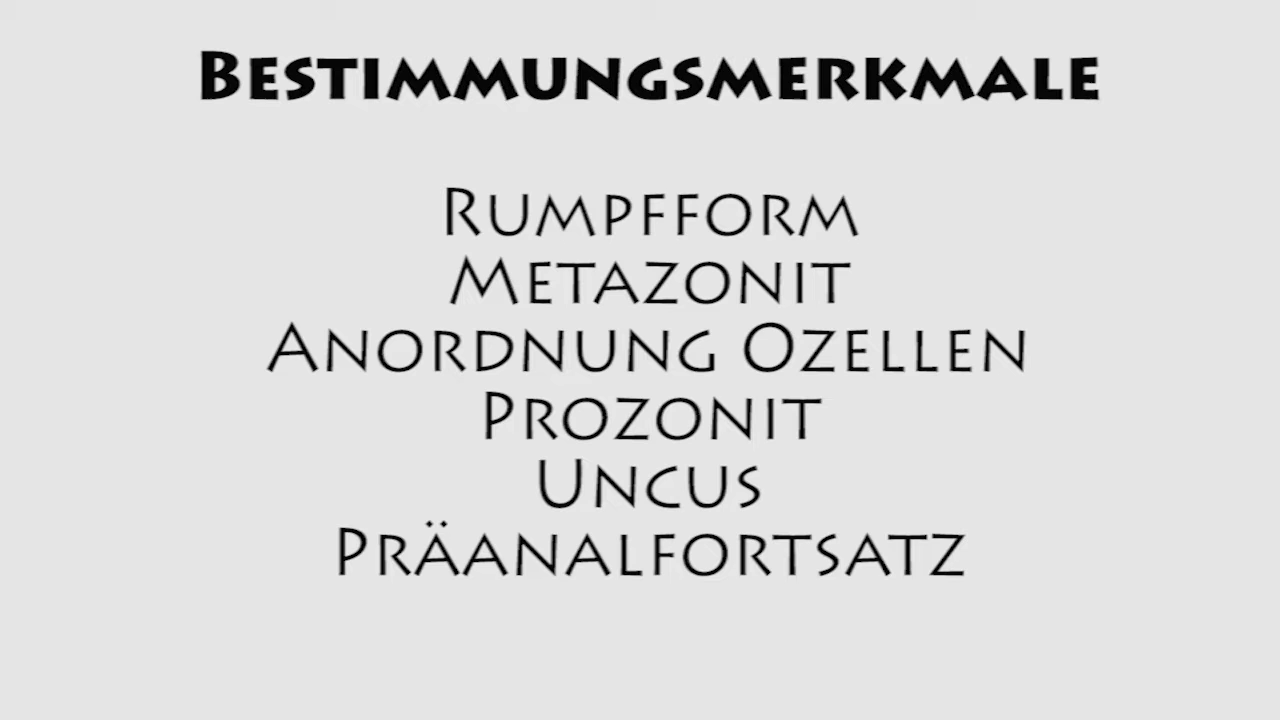 Bestimmungsmerkmale
Rumpfform
Metazonit
Anordnung Ozellen
Prozonit
Uncus
Präanalfortsatz